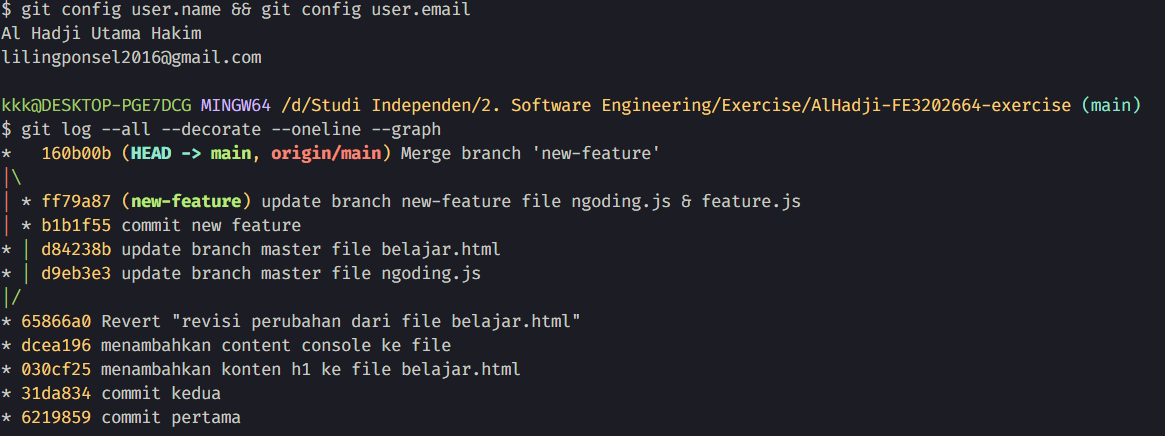 $ git config user.name && git config user.email
Al Hadji Utama Hakim
lilingponsel2016@gmail.com
kkk@DESKTOP-PGE7DCG MINGW64 /d/Studi Independen/2. Software Engineering/Exercise/AlHadji-FE3202664-exercise (main)
$ git log --all --decorate --oneline --graph
*   160b00b (HEAD -> main, origin/main) Merge branch 'new-feature'
|\
| * ff79a87 (new-feature) update branch new-feature file ngoding.js & feature.js
| * b1b1f55 commit new feature
* | d84238b update branch master file belajar.html
* | d9eb3e3 update branch master file ngoding.js
|/
* 65866a0 Revert "revisi perubahan dari file belajar.html"
* dcea196 menambahkan content console ke file
* 030cf25 menambahkan konten h1 ke file belajar.html
* 31da834 commit kedua
* 6219859 commit pertama